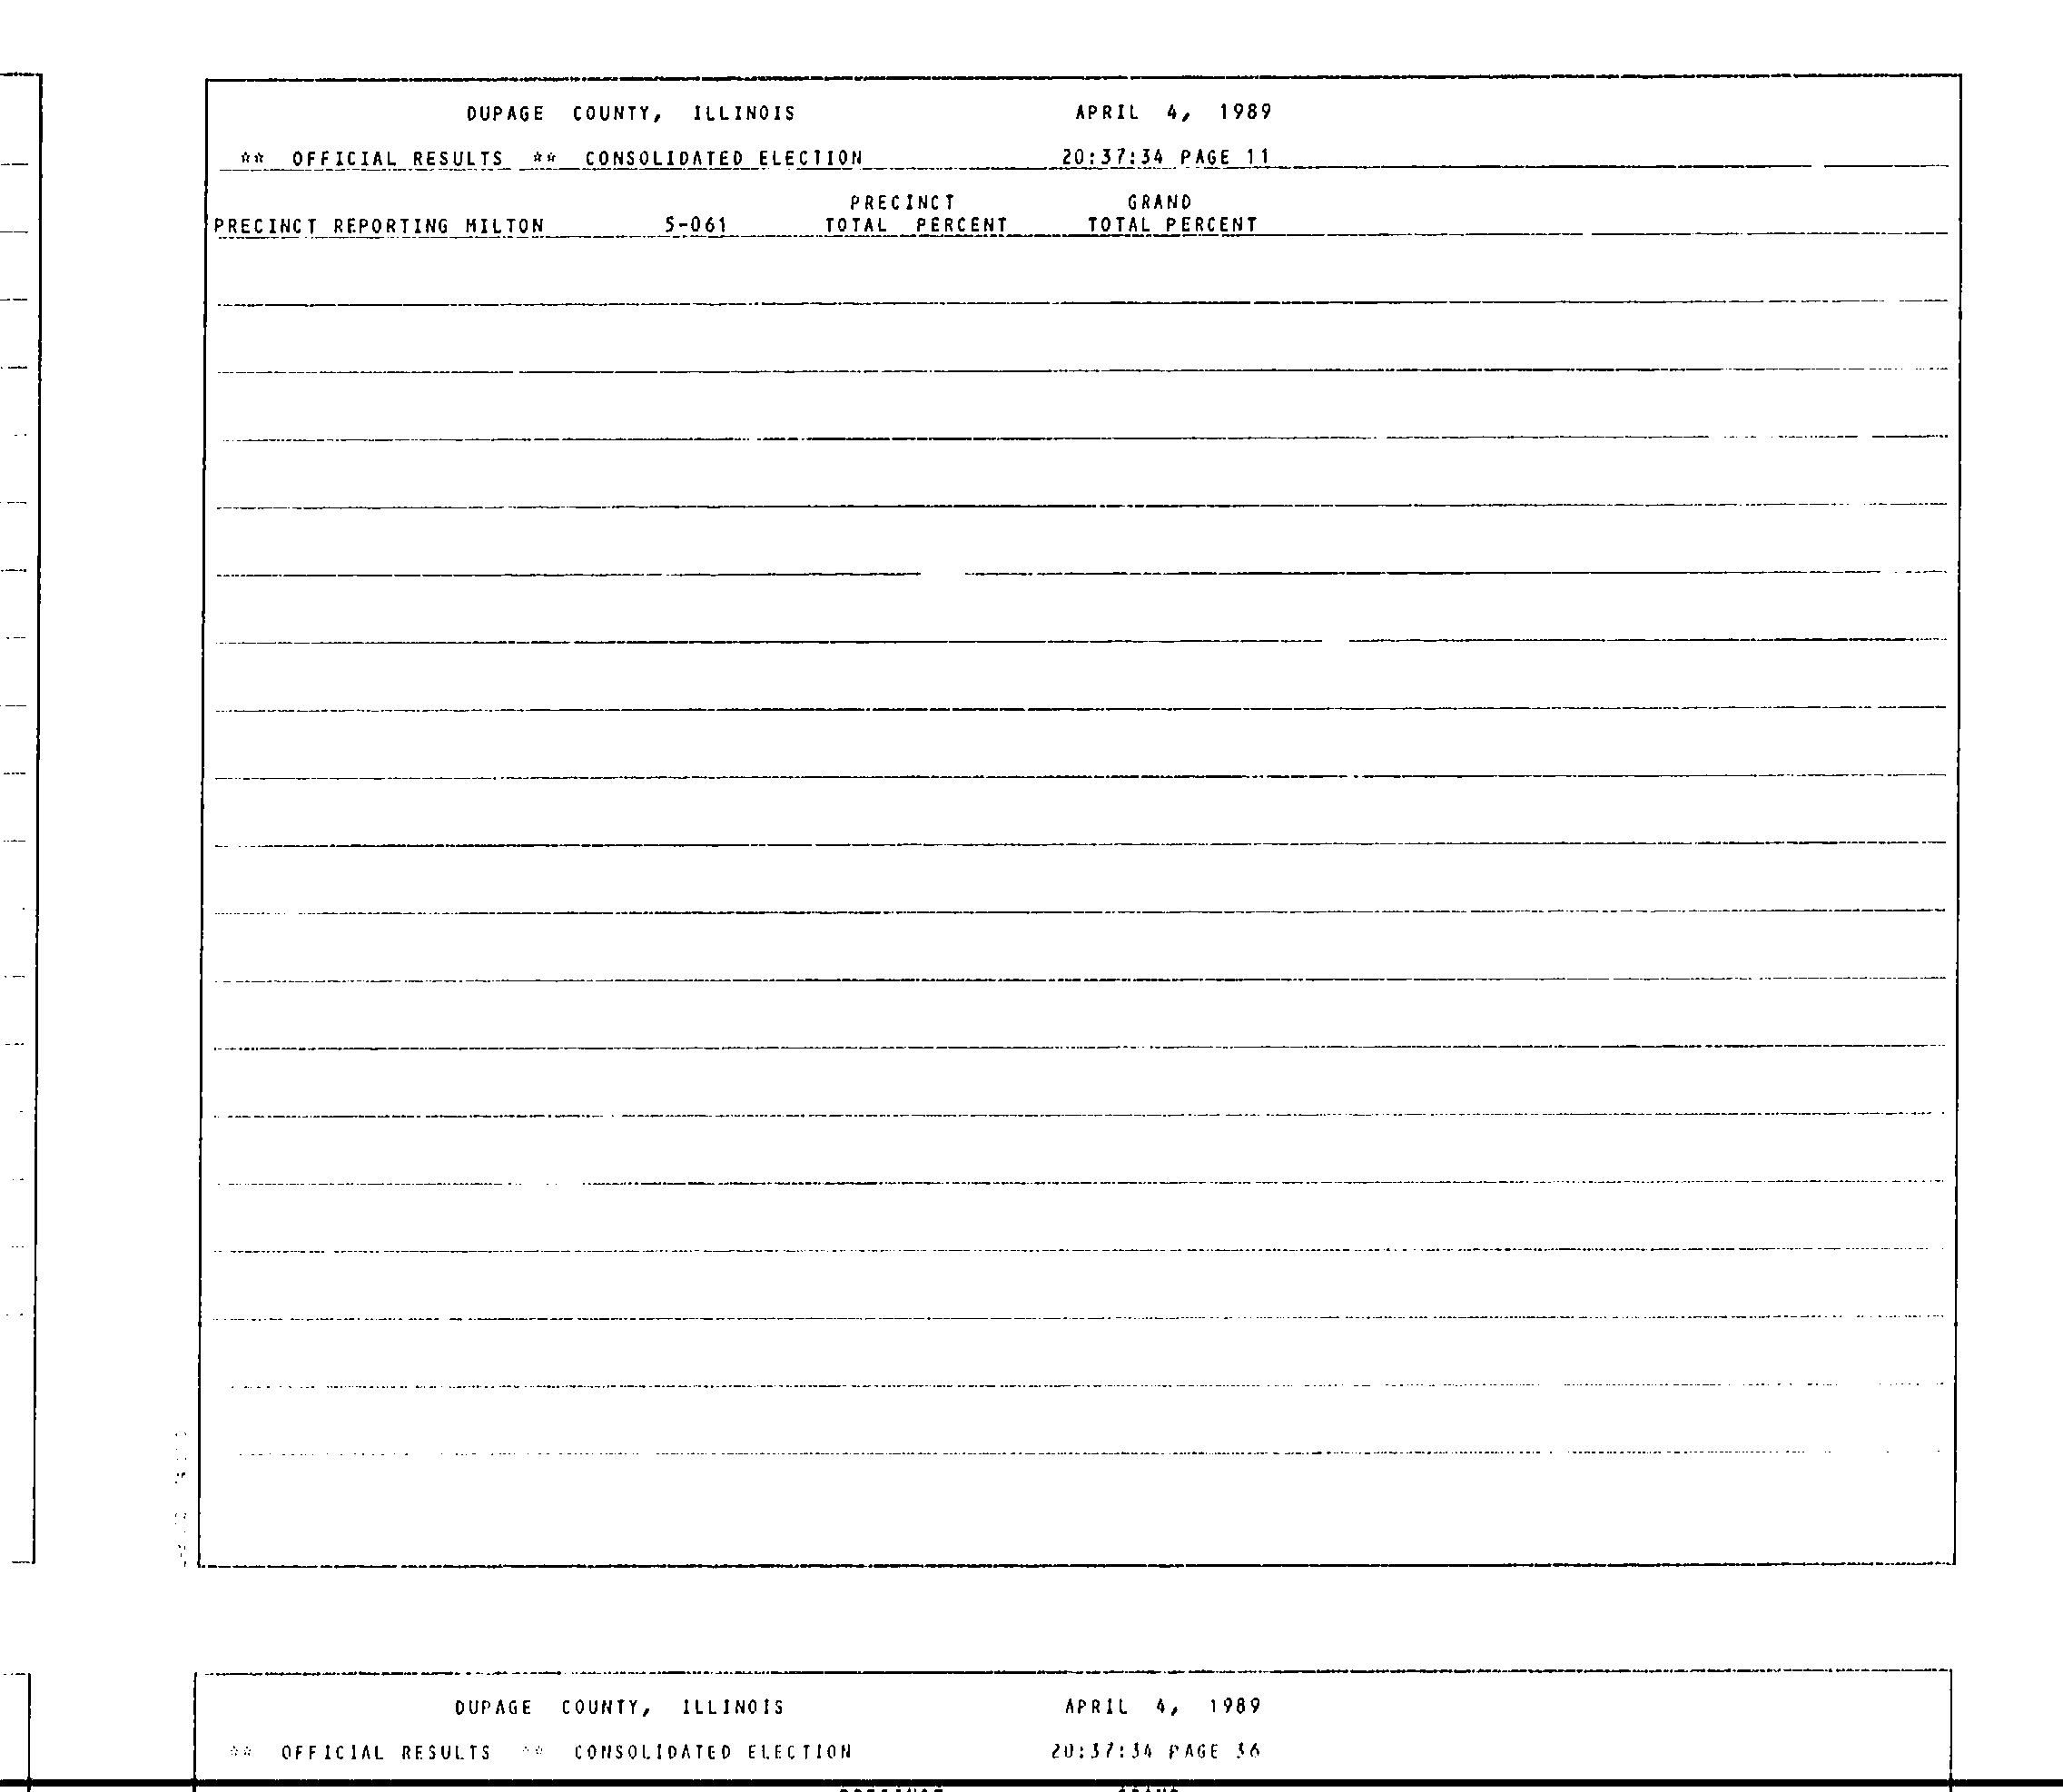 DUPAGE COUNTY, ILLINOIS APRIL 4, 1989
** OFFICIAL RESULTS ** CONSOLIDATED ELECTION 20:37:34 PAGE 11
PRECINCT GRAND
PRECINCT REPORTING MILTON 5-061 TOTAL PERCENT TOTAL PERCENT
DUPAGE COUNTY, ILLINOIS APRIL 4, 1989
** OFFICIAL RESULTS ** CONSOLIDATED ELECTION 20:37:34 PAGE 36